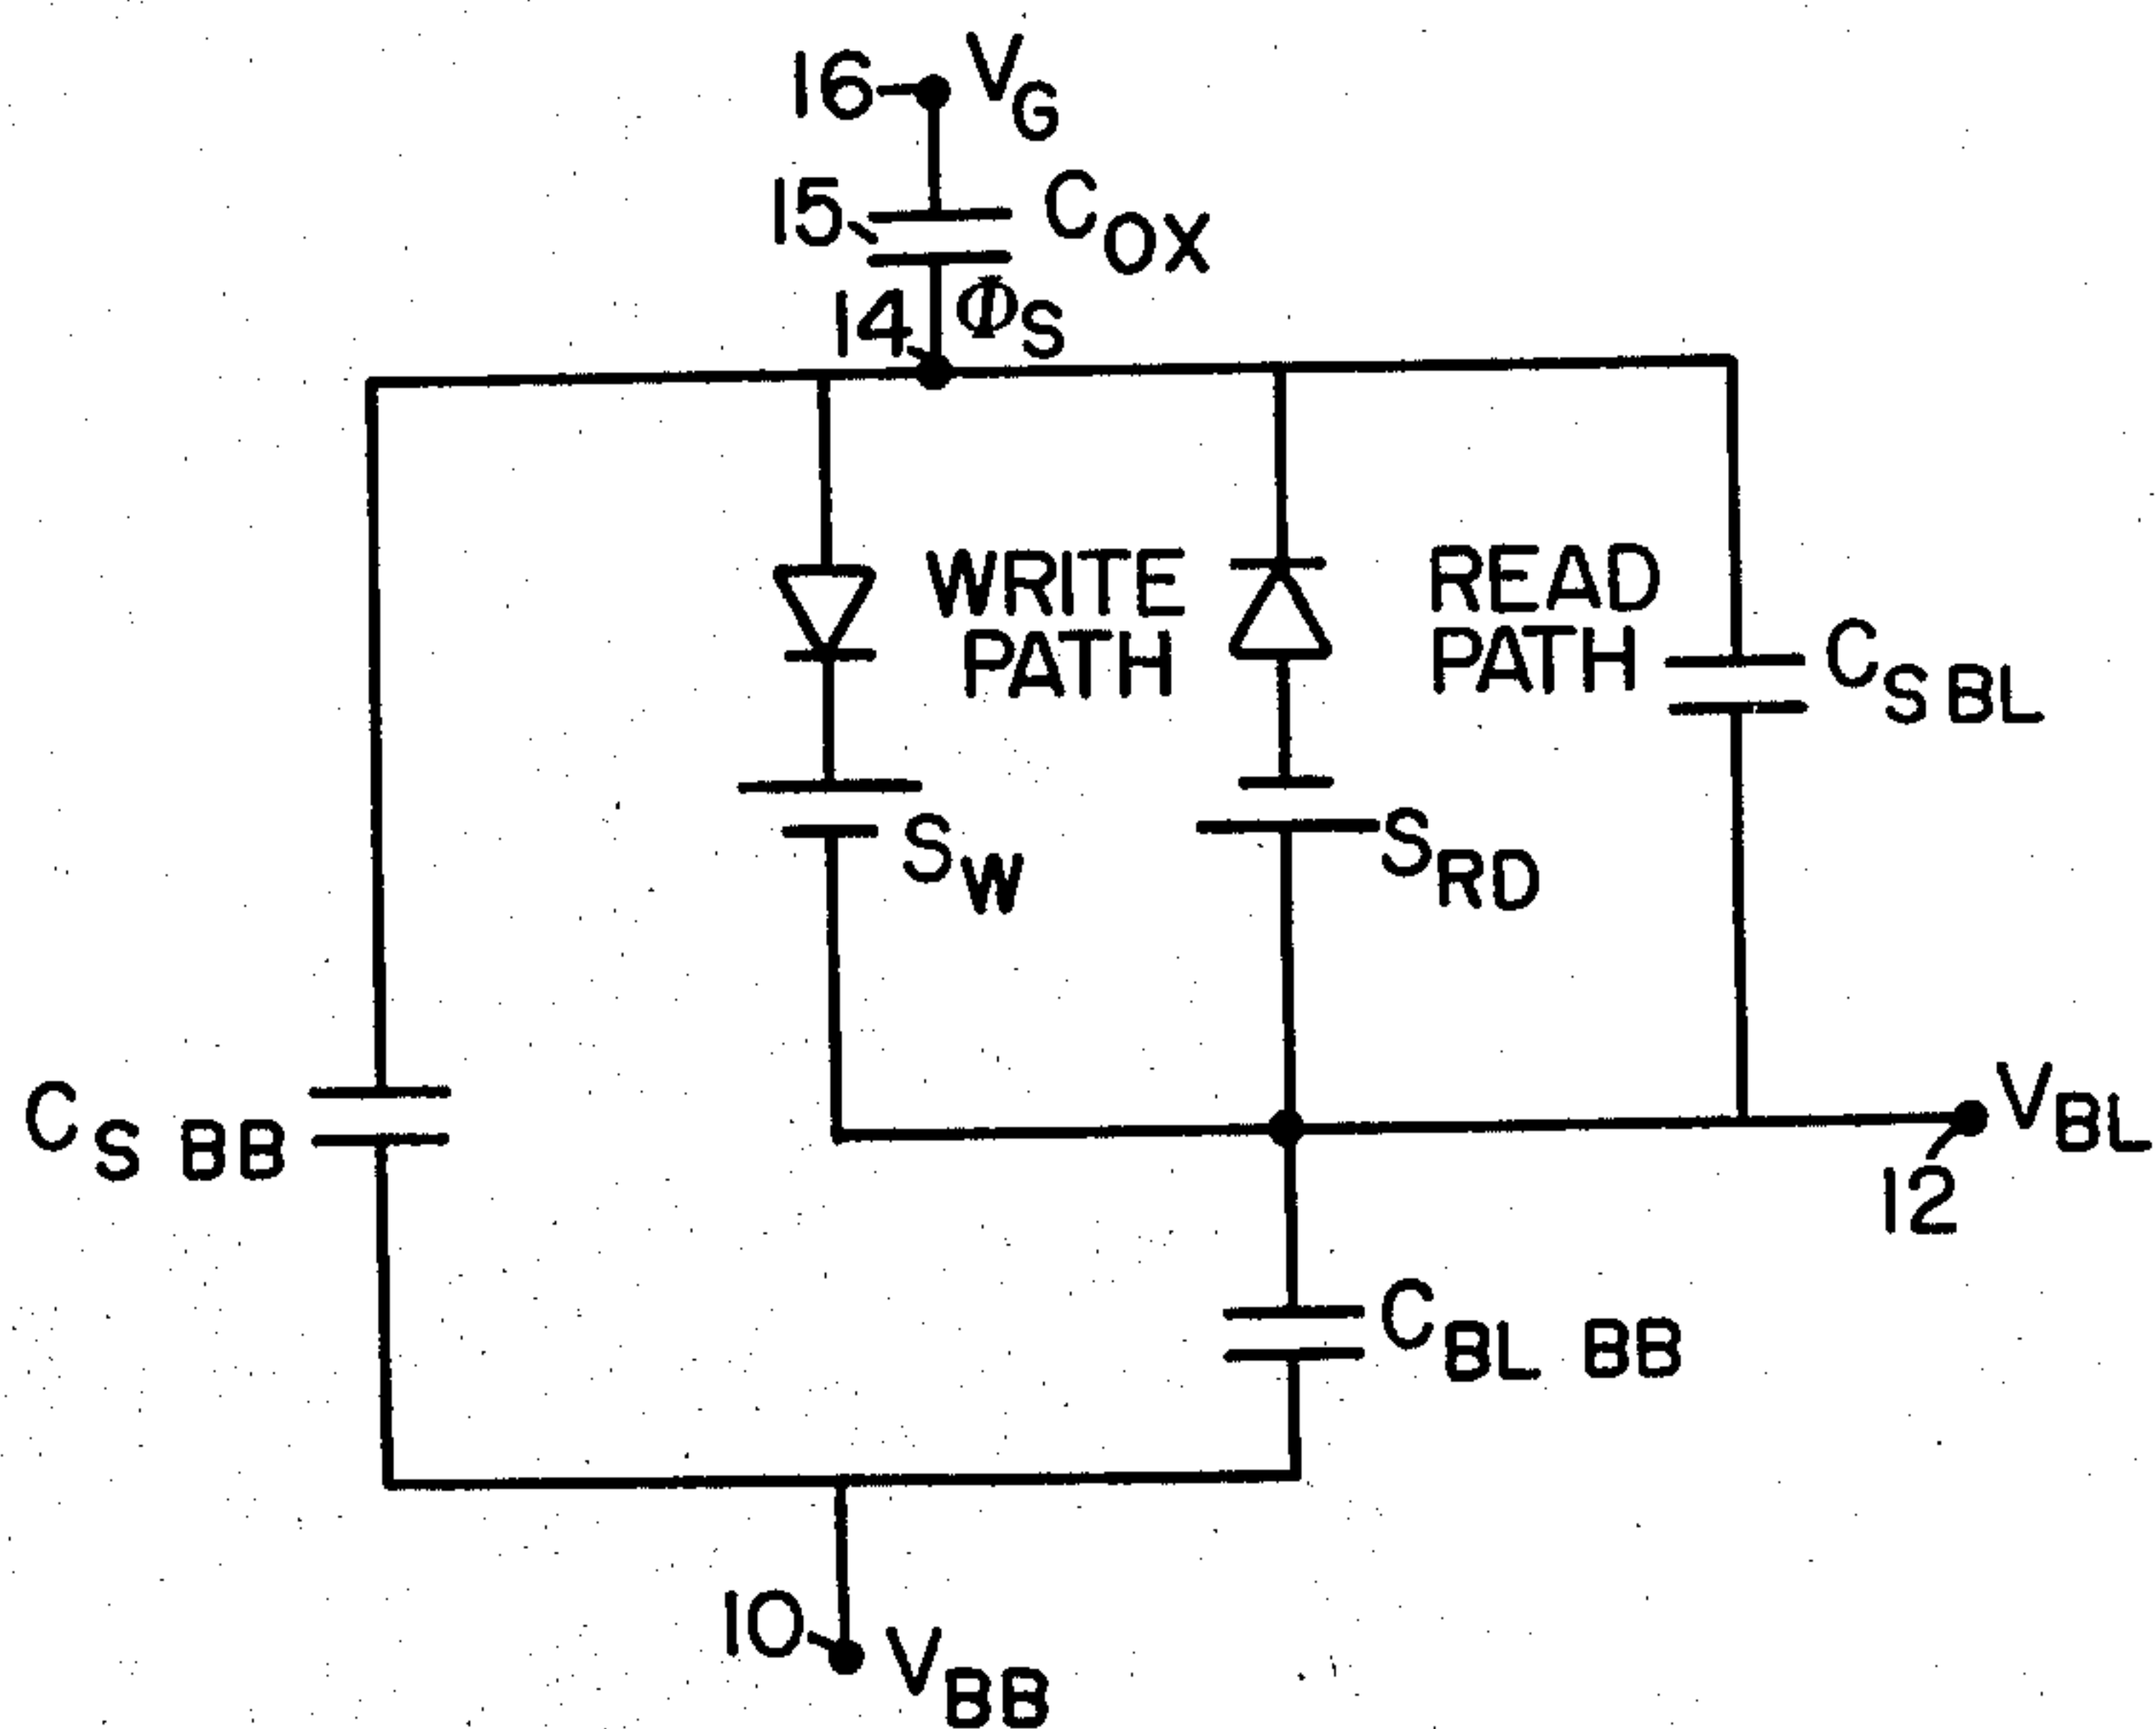 16 VG
15 COX
14 ΦS
WRITE PATH
READ PATH
CS BL
SW
SRD
CS BB
VBL
12
CBL BB
10 VBB